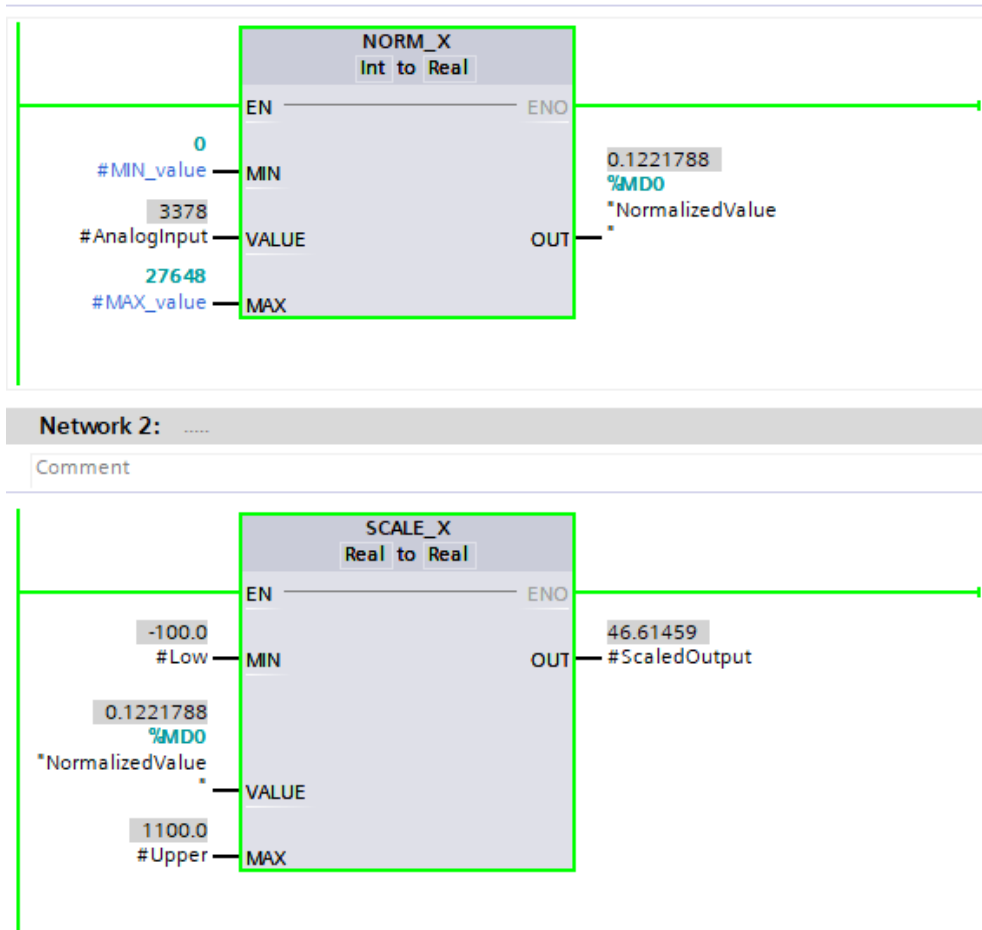 NORM_X
Int to Real
EN ENO
0
#MIN_value MIN
0.1221788
%MD0
"NormalizedValue
"
3378
#AnalogInput VALUE OUT
27648
#MAX_value MAX
Network 2: .....
Comment
SCALE_X
Real to Real
EN ENO
-100.0
#Low MIN
46.61459
OUT #ScaledOutput
0.1221788
%MD0
"NormalizedValue
"
VALUE
1100.0
#Upper MAX